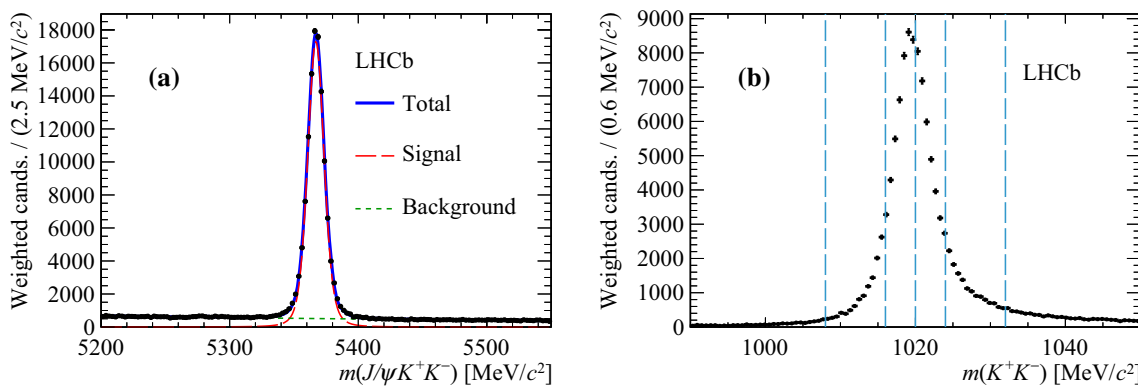 Weighted cands. / (2.5 MeV/c²)
18000
16000
14000
12000
10000
8000
6000
4000
2000
0
(a)
LHCb
Total
Signal
Background
5200 5300 5400 5500
m(J/ψK⁺K⁻) [MeV/c²]
Weighted cands. / (0.6 MeV/c²)
9000
8000
7000
6000
5000
4000
3000
2000
1000
0
(b)
LHCb
1000 1020 1040
m(K⁺K⁻) [MeV/c²]